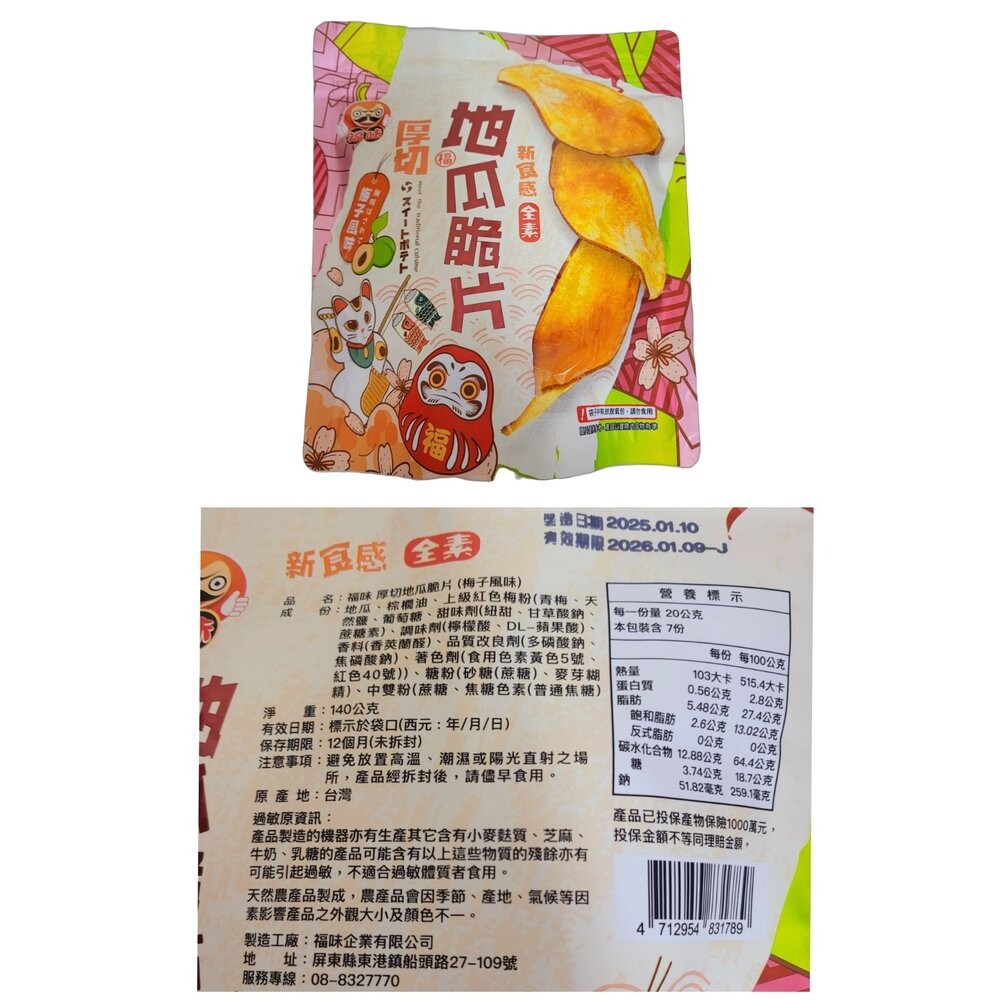 福味
厚切
地瓜脆片
福
新食感
全素
スイートポテト
Meet the traditional cuisine
梅子風味
福
袋子中有脫氧劑包，請勿食用
製造日期 2025.01.10
有效期限 2026.01.09-J
新食感 全素
品　　名：福味 厚切地瓜脆片 (梅子風味)
成　　份：地瓜、棕櫚油、上級紅色梅粉(青梅、天
然鹽、葡萄糖、甜味劑(紐甜、甘草酸鈉、
蔗糖素)、調味劑(檸檬酸、DL-蘋果酸)、
香料(香莢蘭醛)、品質改良劑(多磷酸鈉、
焦磷酸鈉)、著色劑(食用色素黃色5號、
紅色40號))、糖粉(砂糖(蔗糖)、麥芽糊
精)、中雙粉(蔗糖、焦糖色素(普通焦糖)
淨　　重：140公克
有效日期：標示於袋口(西元：年/月/日)
保存期限：12個月(未拆封)
注意事項：避免放置高溫、潮濕或陽光直射之場
所，產品經拆封後，請儘早食用。
原 產 地：台灣
過敏原資訊：
產品製造的機器亦有生產其它含有小麥麩質、芝麻、
牛奶、乳糖的產品可能含有以上這些物質的殘餘亦有
可能引起過敏，不適合過敏體質者食用。
天然農產品製成，農產品會因季節、產地、氣候等因
素影響產品之外觀大小及顏色不一。
製造工廠：福味企業有限公司
地　　址：屏東縣東港鎮船頭路27-109號
服務專線：08-8327770
營 養 標 示
每一份量 20公克
本包裝含 7份
每份 每100公克
熱量 103大卡 515.4大卡
蛋白質 0.56公克 2.8公克
脂肪 5.48公克 27.4公克
飽和脂肪 2.6公克 13.02公克
反式脂肪 0公克 0公克
碳水化合物 12.88公克 64.4公克
糖 3.74公克 18.7公克
鈉 51.82毫克 259.1毫克
產品已投保產物保險1000萬元，
投保金額不等同理賠金額。
4 712954 831789